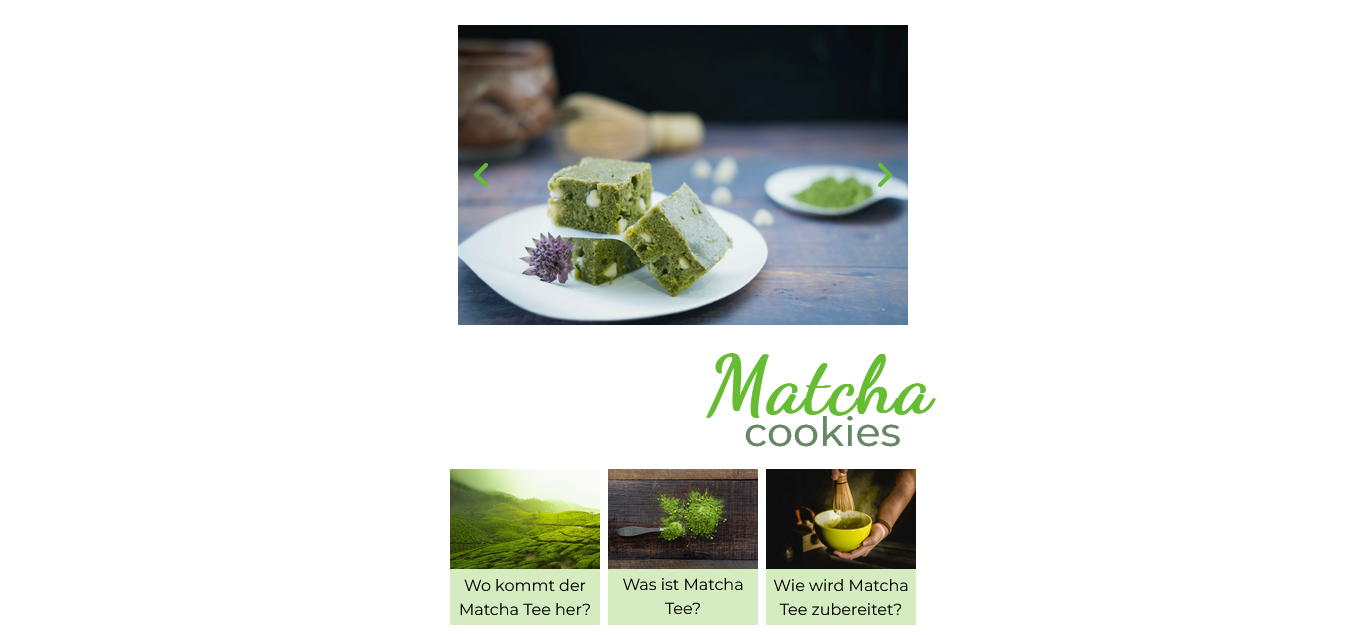 Matcha
cookies
Wo kommt der
Matcha Tee her?
Was ist Matcha
Tee?
Wie wird Matcha
Tee zubereitet?